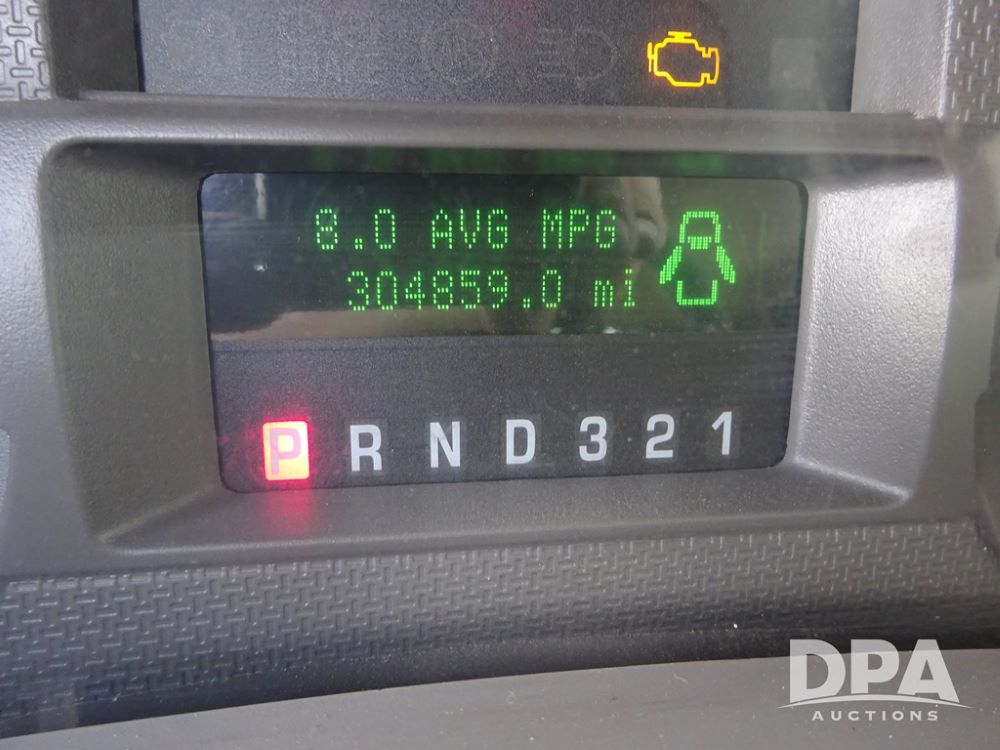 8.0 AVG MPG
304859.0 mi
P R N D 3 2 1
DPA
AUCTIONS